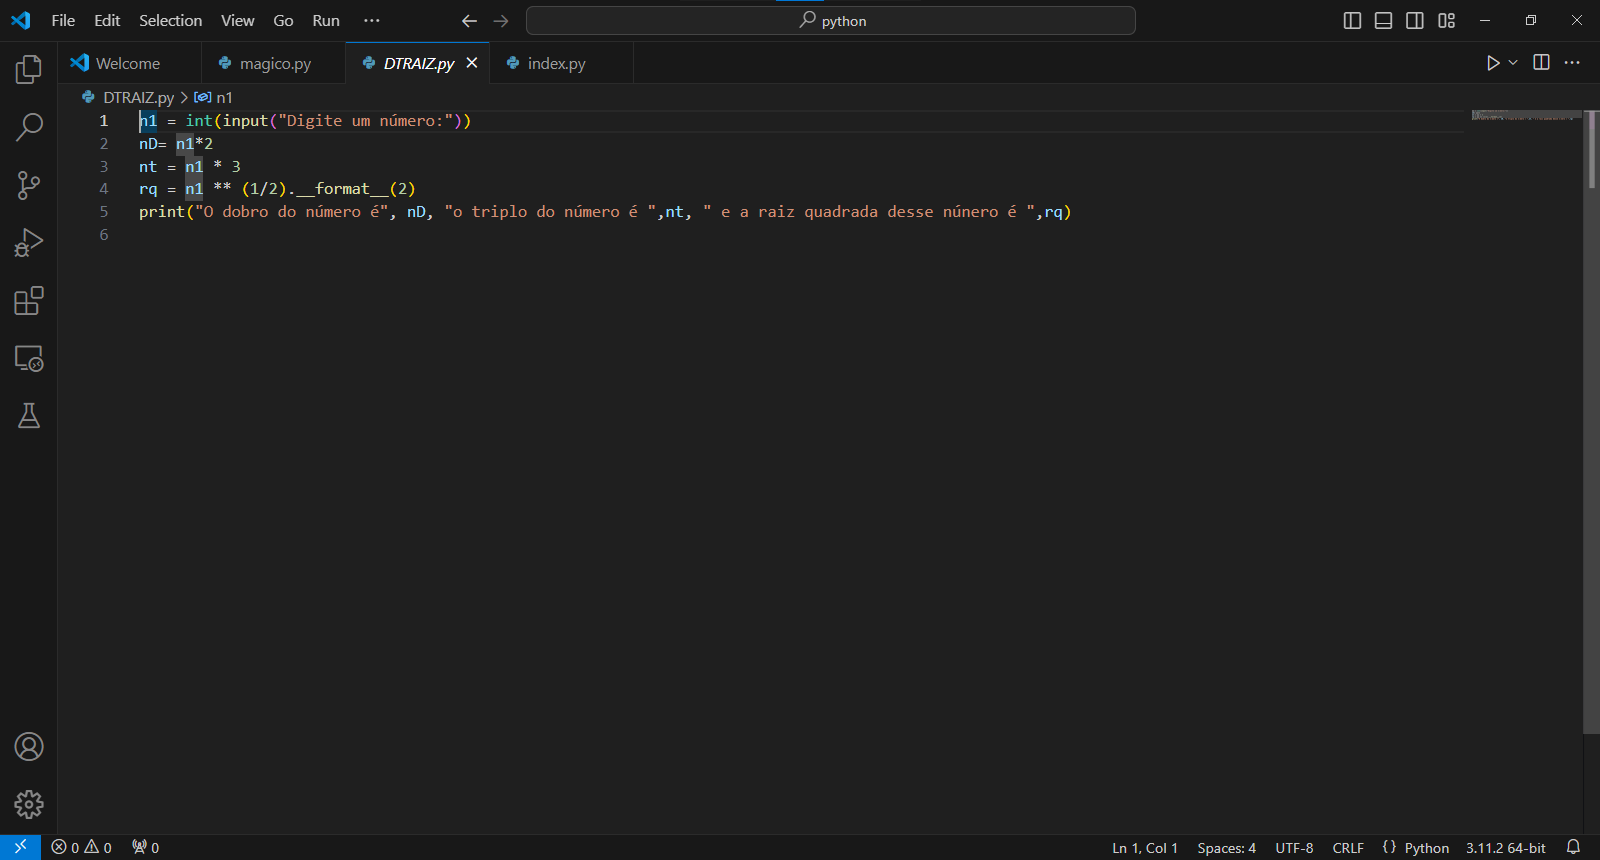 File Edit Selection View Go Run ··· python
Welcome magico.py DTRAIZ.py index.py
DTRAIZ.py > n1
1 n1 = int(input("Digite um número:"))
2 nD= n1*2
3 nt = n1 * 3
4 rq = n1 ** (1/2).__format__(2)
5 print("O dobro do número é", nD, "o triplo do número é ",nt, " e a raiz quadrada desse núnero é ",rq)
6
0 0 0 Ln 1, Col 1 Spaces: 4 UTF-8 CRLF {} Python 3.11.2 64-bit